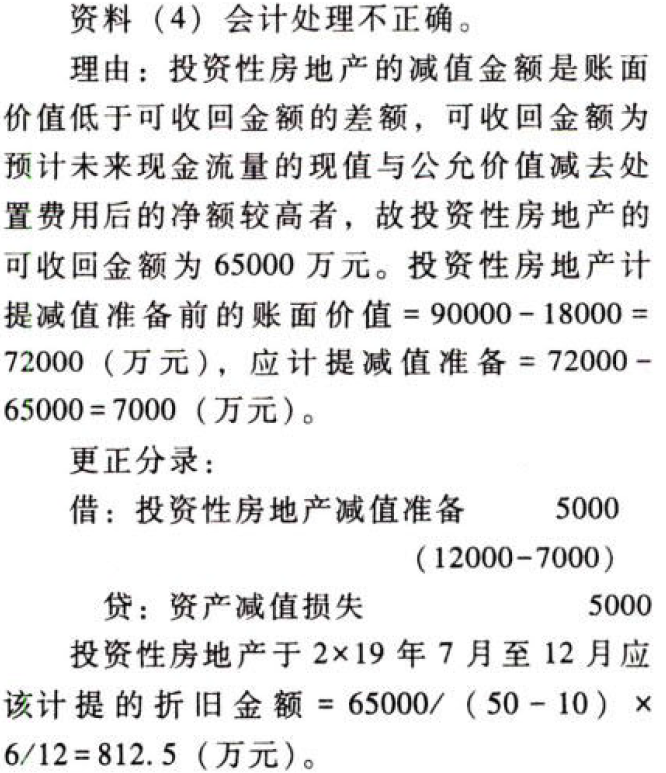 资料（4）会计处理不正确。
理由：投资性房地产的减值金额是账面
价值低于可收回金额的差额，可收回金额为
预计未来现金流量的现值与公允价值减去处
置费用后的净额较高者，故投资性房地产的
可收回金额为 65000 万元。投资性房地产计
提减值准备前的账面价值 = 90000 - 18000 =
72000（万元），应计提减值准备 = 72000 -
65000 = 7000（万元）。
更正分录：
借：投资性房地产减值准备 5000
（12000-7000）
贷：资产减值损失 5000
投资性房地产于 2×19 年 7 月至 12 月应
该计提的折旧金额 = 65000/（50 - 10）×
6/12 = 812. 5（万元）。